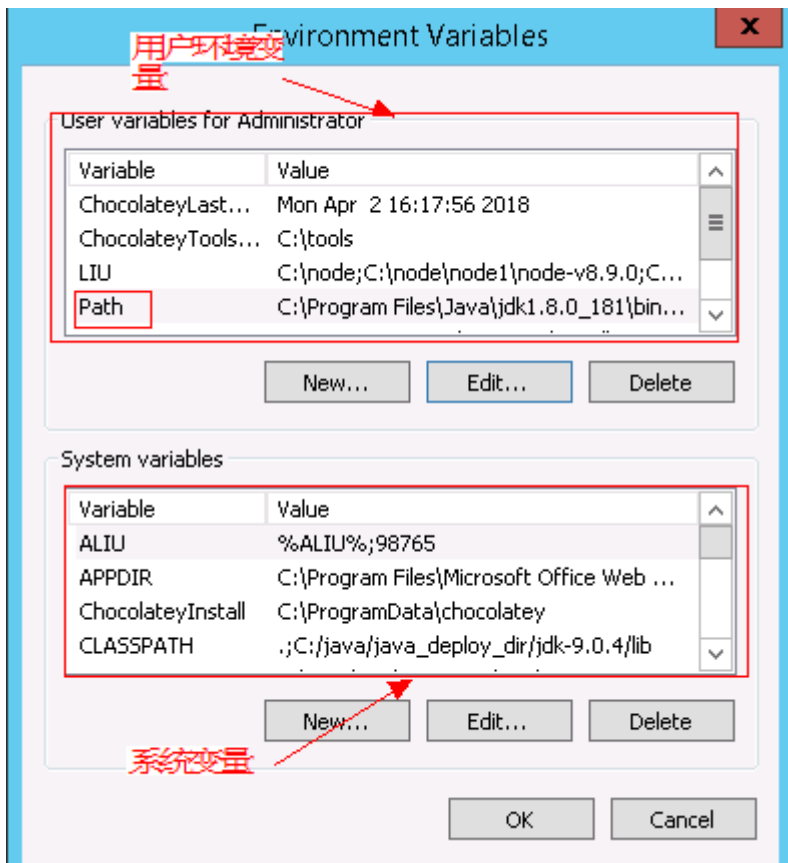 Environment Variables
x
用户环境变
量
User variables for Administrator
Variable Value
ChocolateyLast... Mon Apr 2 16:17:56 2018
ChocolateyTools... C:\tools
LIU C:\node;C:\node\node1\node-v8.9.0;C...
Path C:\Program Files\Java\jdk1.8.0_181\bin...
New... Edit... Delete
System variables
Variable Value
ALIU %ALIU%;98765
APPDIR C:\Program Files\Microsoft Office Web ...
ChocolateyInstall C:\ProgramData\chocolatey
CLASSPATH .;C:/java/java_deploy_dir/jdk-9.0.4/lib
New... Edit... Delete
系统变量
OK Cancel